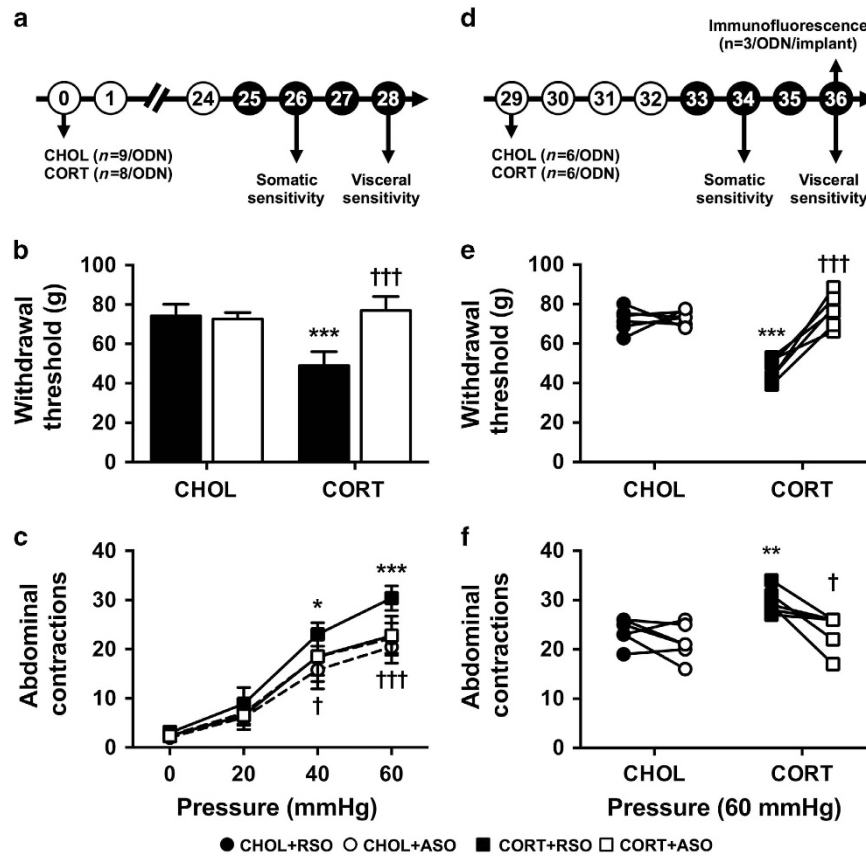 a
0 1 24 25 26 27 28
CHOL (n=9/ODN)
CORT (n=8/ODN)
Somatic
sensitivity
Visceral
sensitivity
d
Immunofluorescence
(n=3/ODN/implant)
29 30 31 32 33 34 35 36
CHOL (n=6/ODN)
CORT (n=6/ODN)
Somatic
sensitivity
Visceral
sensitivity
b
Withdrawal
threshold (g)
100
80
60
40
20
0
***
†††
CHOL CORT
e
Withdrawal
threshold (g)
100
80
60
40
20
0
***
†††
CHOL CORT
c
Abdominal
contractions
40
30
20
10
0
*
***
†
†††
0 20 40 60
Pressure (mmHg)
f
Abdominal
contractions
40
30
20
10
0
**
†
CHOL CORT
Pressure (60 mmHg)
CHOL+RSO CHOL+ASO CORT+RSO CORT+ASO